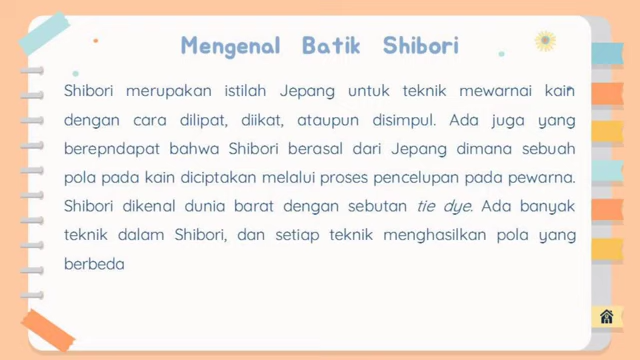 Mengenal Batik Shibori
Shibori merupakan istilah Jepang untuk teknik mewarnai kain
dengan cara dilipat, diikat, ataupun disimpul. Ada juga yang
berepndapat bahwa Shibori berasal dari Jepang dimana sebuah
pola pada kain diciptakan melalui proses pencelupan pada pewarna.
Shibori dikenal dunia barat dengan sebutan tie dye. Ada banyak
teknik dalam Shibori, dan setiap teknik menghasilkan pola yang
berbeda